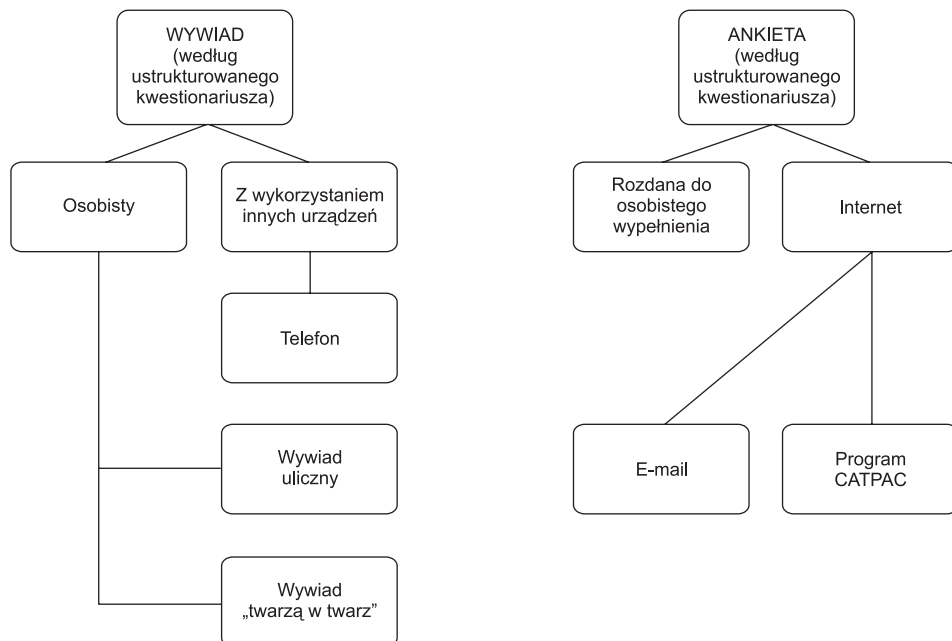 WYWIAD
(według
ustrukturowanego
kwestionariusza)
ANKIETA
(według
ustrukturowanego
kwestionariusza)
Osobisty
Z wykorzystaniem
innych urządzeń
Rozdana do
osobistego
wypełnienia
Internet
Telefon
Wywiad
uliczny
E-mail
Program
CATPAC
Wywiad
„twarzą w twarz”